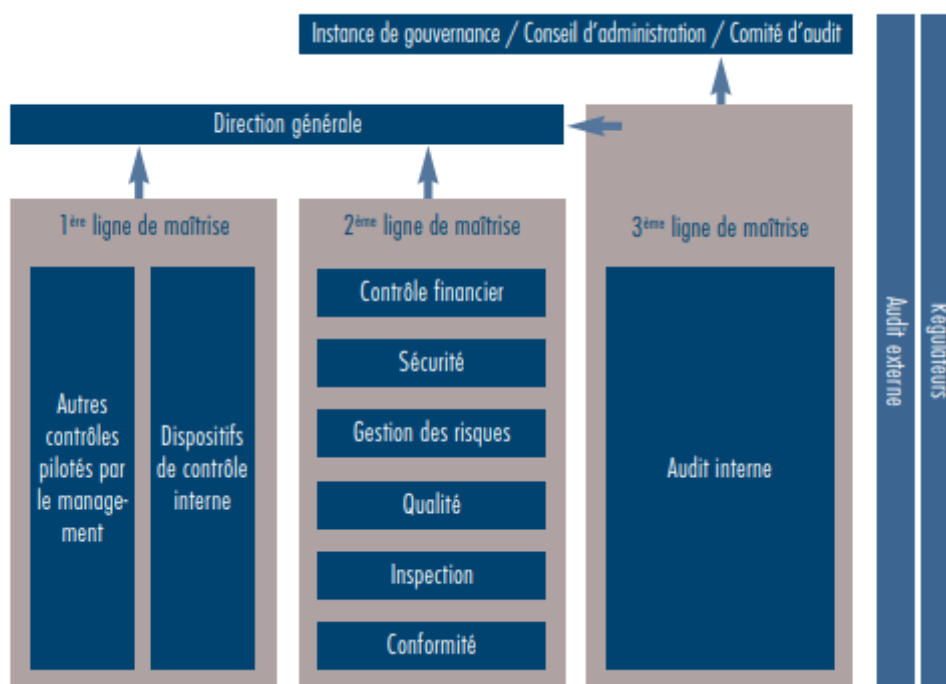 Instance de gouvernance / Conseil d'administration / Comité d'audit
Direction générale
1ère ligne de maîtrise
Autres
contrôles
pilotés par
le manage-
ment
Dispositifs
de contrôle
interne
2ème ligne de maîtrise
Contrôle financier
Sécurité
Gestion des risques
Qualité
Inspection
Conformité
3ème ligne de maîtrise
Audit interne
Audit externe
Régulateurs